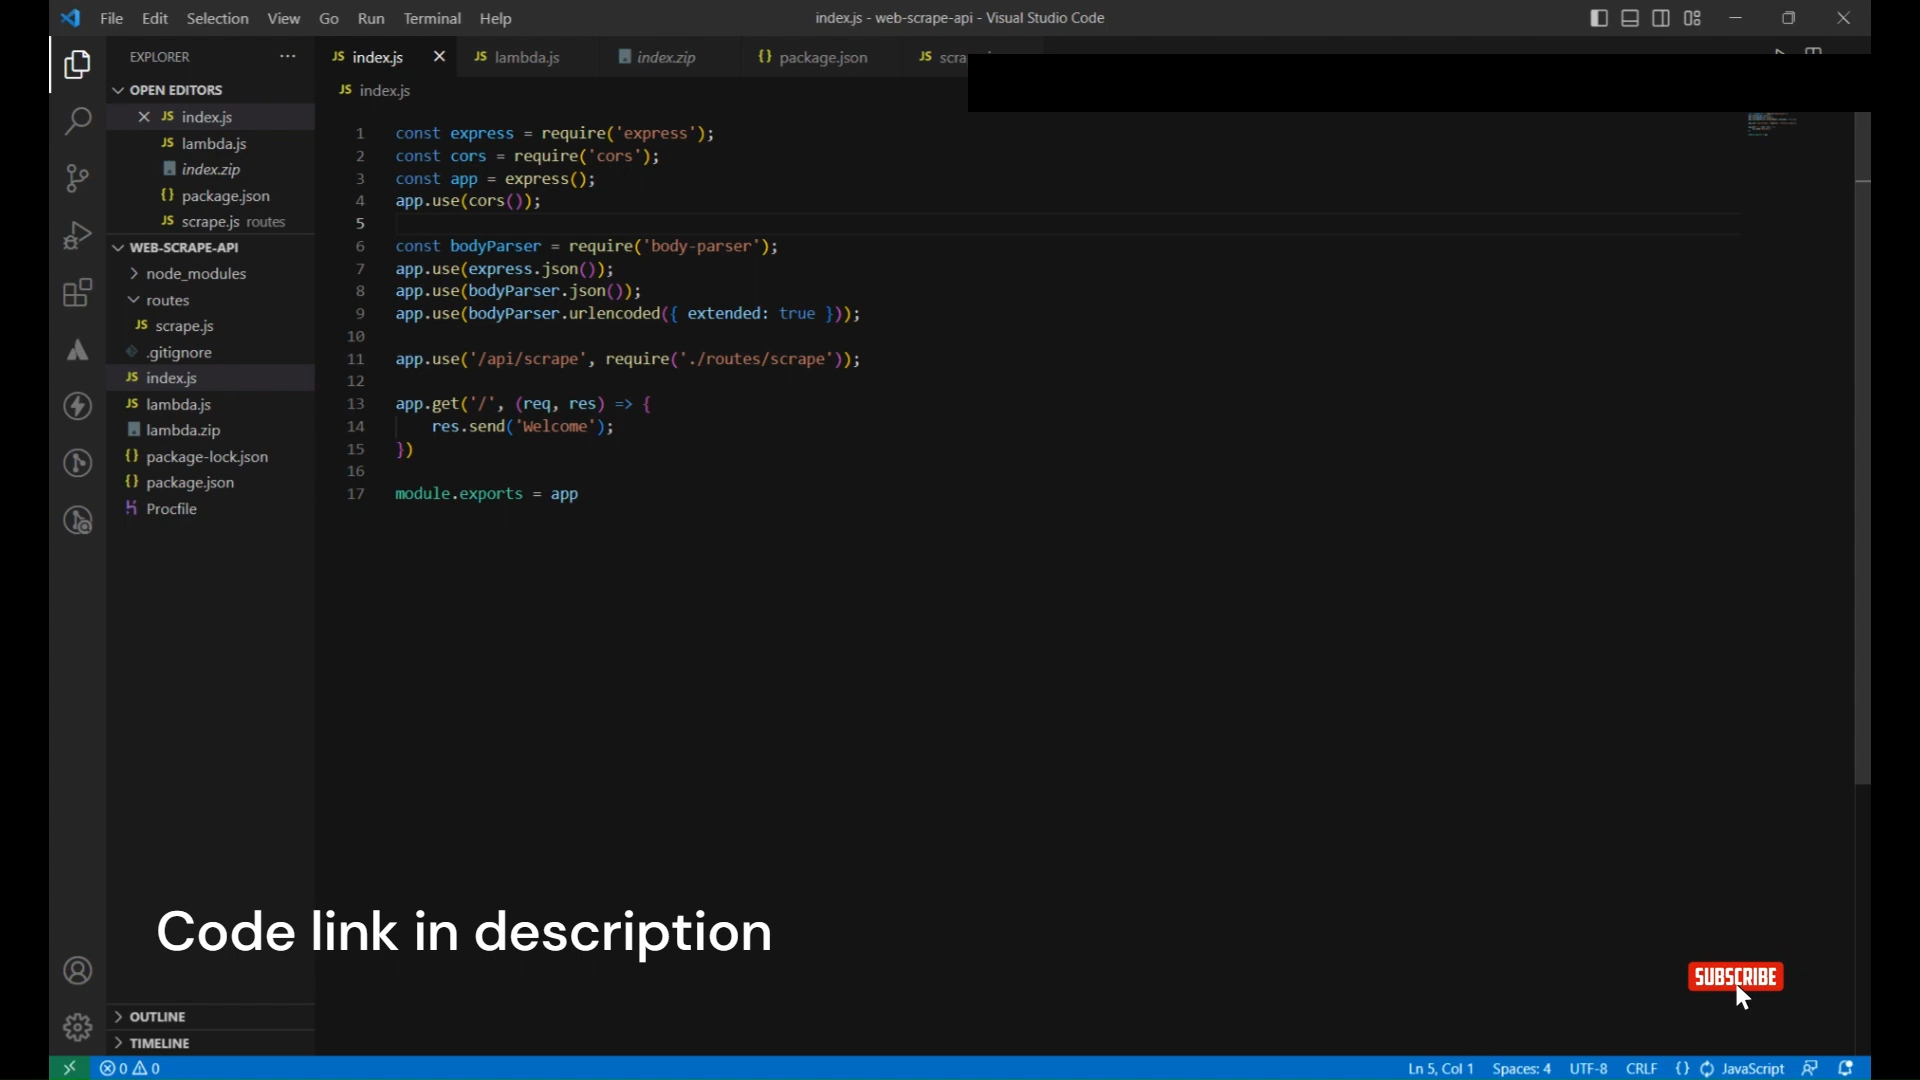 File Edit Selection View Go Run Terminal Help
index.js - web-scrape-api - Visual Studio Code
EXPLORER
JS index.js
JS lambda.js
index.zip
{} package.json
JS scra
OPEN EDITORS
JS index.js
JS index.js
JS lambda.js
index.zip
{} package.json
JS scrape.js routes
WEB-SCRAPE-API
node_modules
routes
JS scrape.js
.gitignore
JS index.js
JS lambda.js
lambda.zip
{} package-lock.json
{} package.json
Procfile
1 const express = require('express');
2 const cors = require('cors');
3 const app = express();
4 app.use(cors());
5
6 const bodyParser = require('body-parser');
7 app.use(express.json());
8 app.use(bodyParser.json());
9 app.use(bodyParser.urlencoded({ extended: true }));
10
11 app.use('/api/scrape', require('./routes/scrape'));
12
13 app.get('/', (req, res) => {
14 res.send('Welcome');
15 })
16
17 module.exports = app
Code link in description
SUBSCRIBE
OUTLINE
TIMELINE
0 0
Ln 5, Col 1 Spaces: 4 UTF-8 CRLF {} JavaScript